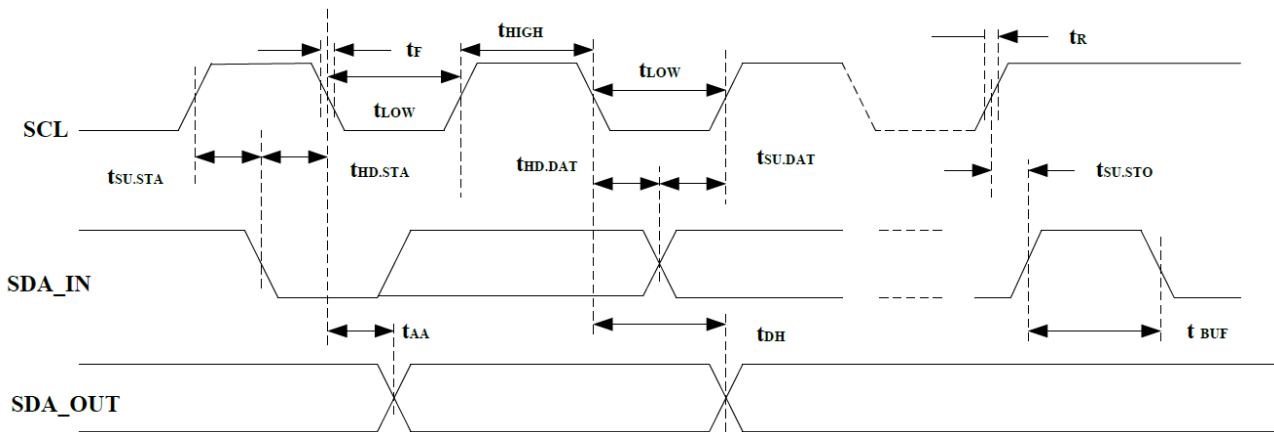 tF
tHIGH
tR
tLOW
tLOW
SCL
tSU.STA
tHD.STA
tHD.DAT
tSU.DAT
tSU.STO
SDA_IN
tAA
tDH
t BUF
SDA_OUT